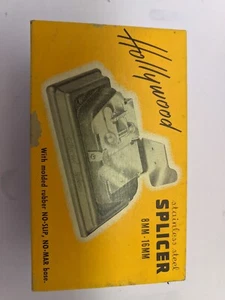 Hollywood
stainless steel
SPLICER
8MM-16MM
With molded rubber NO-SLIP, NO-MAR base.